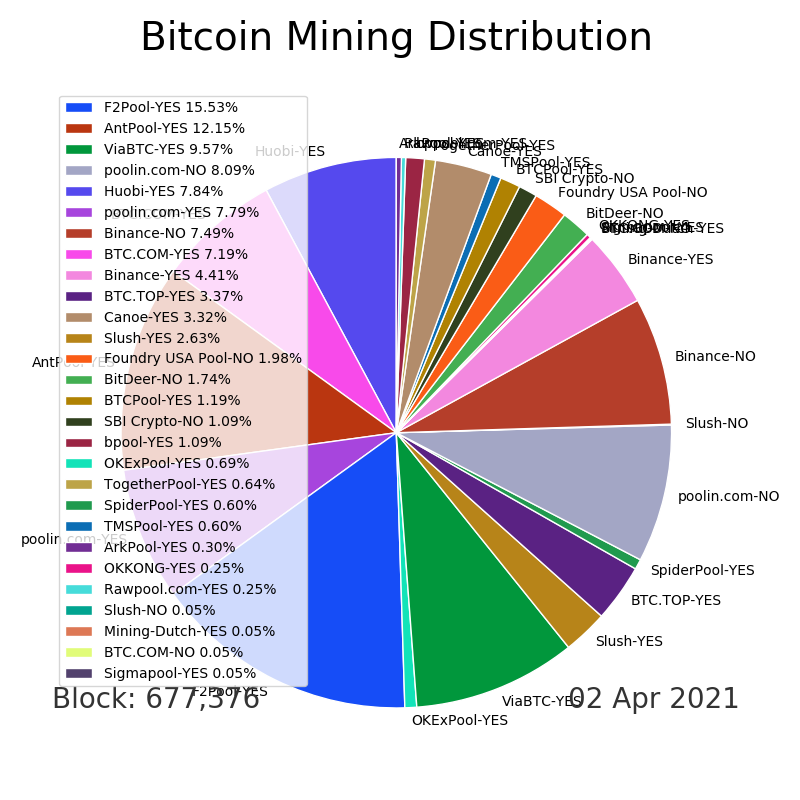 Bitcoin Mining Distribution
F2Pool-YES 15.53%
AntPool-YES 12.15%
ViaBTC-YES 9.57%
poolin.com-NO 8.09%
Huobi-YES 7.84%
poolin.com-YES 7.79%
Binance-NO 7.49%
BTC.COM-YES 7.19%
Binance-YES 4.41%
BTC.TOP-YES 3.37%
Canoe-YES 3.32%
Slush-YES 2.63%
Foundry USA Pool-NO 1.98%
BitDeer-NO 1.74%
BTCPool-YES 1.19%
SBI Crypto-NO 1.09%
bpool-YES 1.09%
OKExPool-YES 0.69%
TogetherPool-YES 0.64%
SpiderPool-YES 0.60%
TMSPool-YES 0.60%
ArkPool-YES 0.30%
OKKONG-YES 0.25%
Rawpool.com-YES 0.25%
Slush-NO 0.05%
Mining-Dutch-YES 0.05%
BTC.COM-NO 0.05%
Sigmapool-YES 0.05%
Huobi-YES
AntPool-YES
poolin.com-YES
F2Pool-YES
OKExPool-YES
ViaBTC-YES
Slush-YES
BTC.TOP-YES
SpiderPool-YES
poolin.com-NO
Slush-NO
Binance-NO
Binance-YES
Mining-Dutch-YES
OKKONG-YES
BitDeer-NO
Foundry USA Pool-NO
SBI Crypto-NO
BTCPool-YES
TMSPool-YES
Canoe-YES
TogetherPool-YES
Block: 677,376
02 Apr 2021